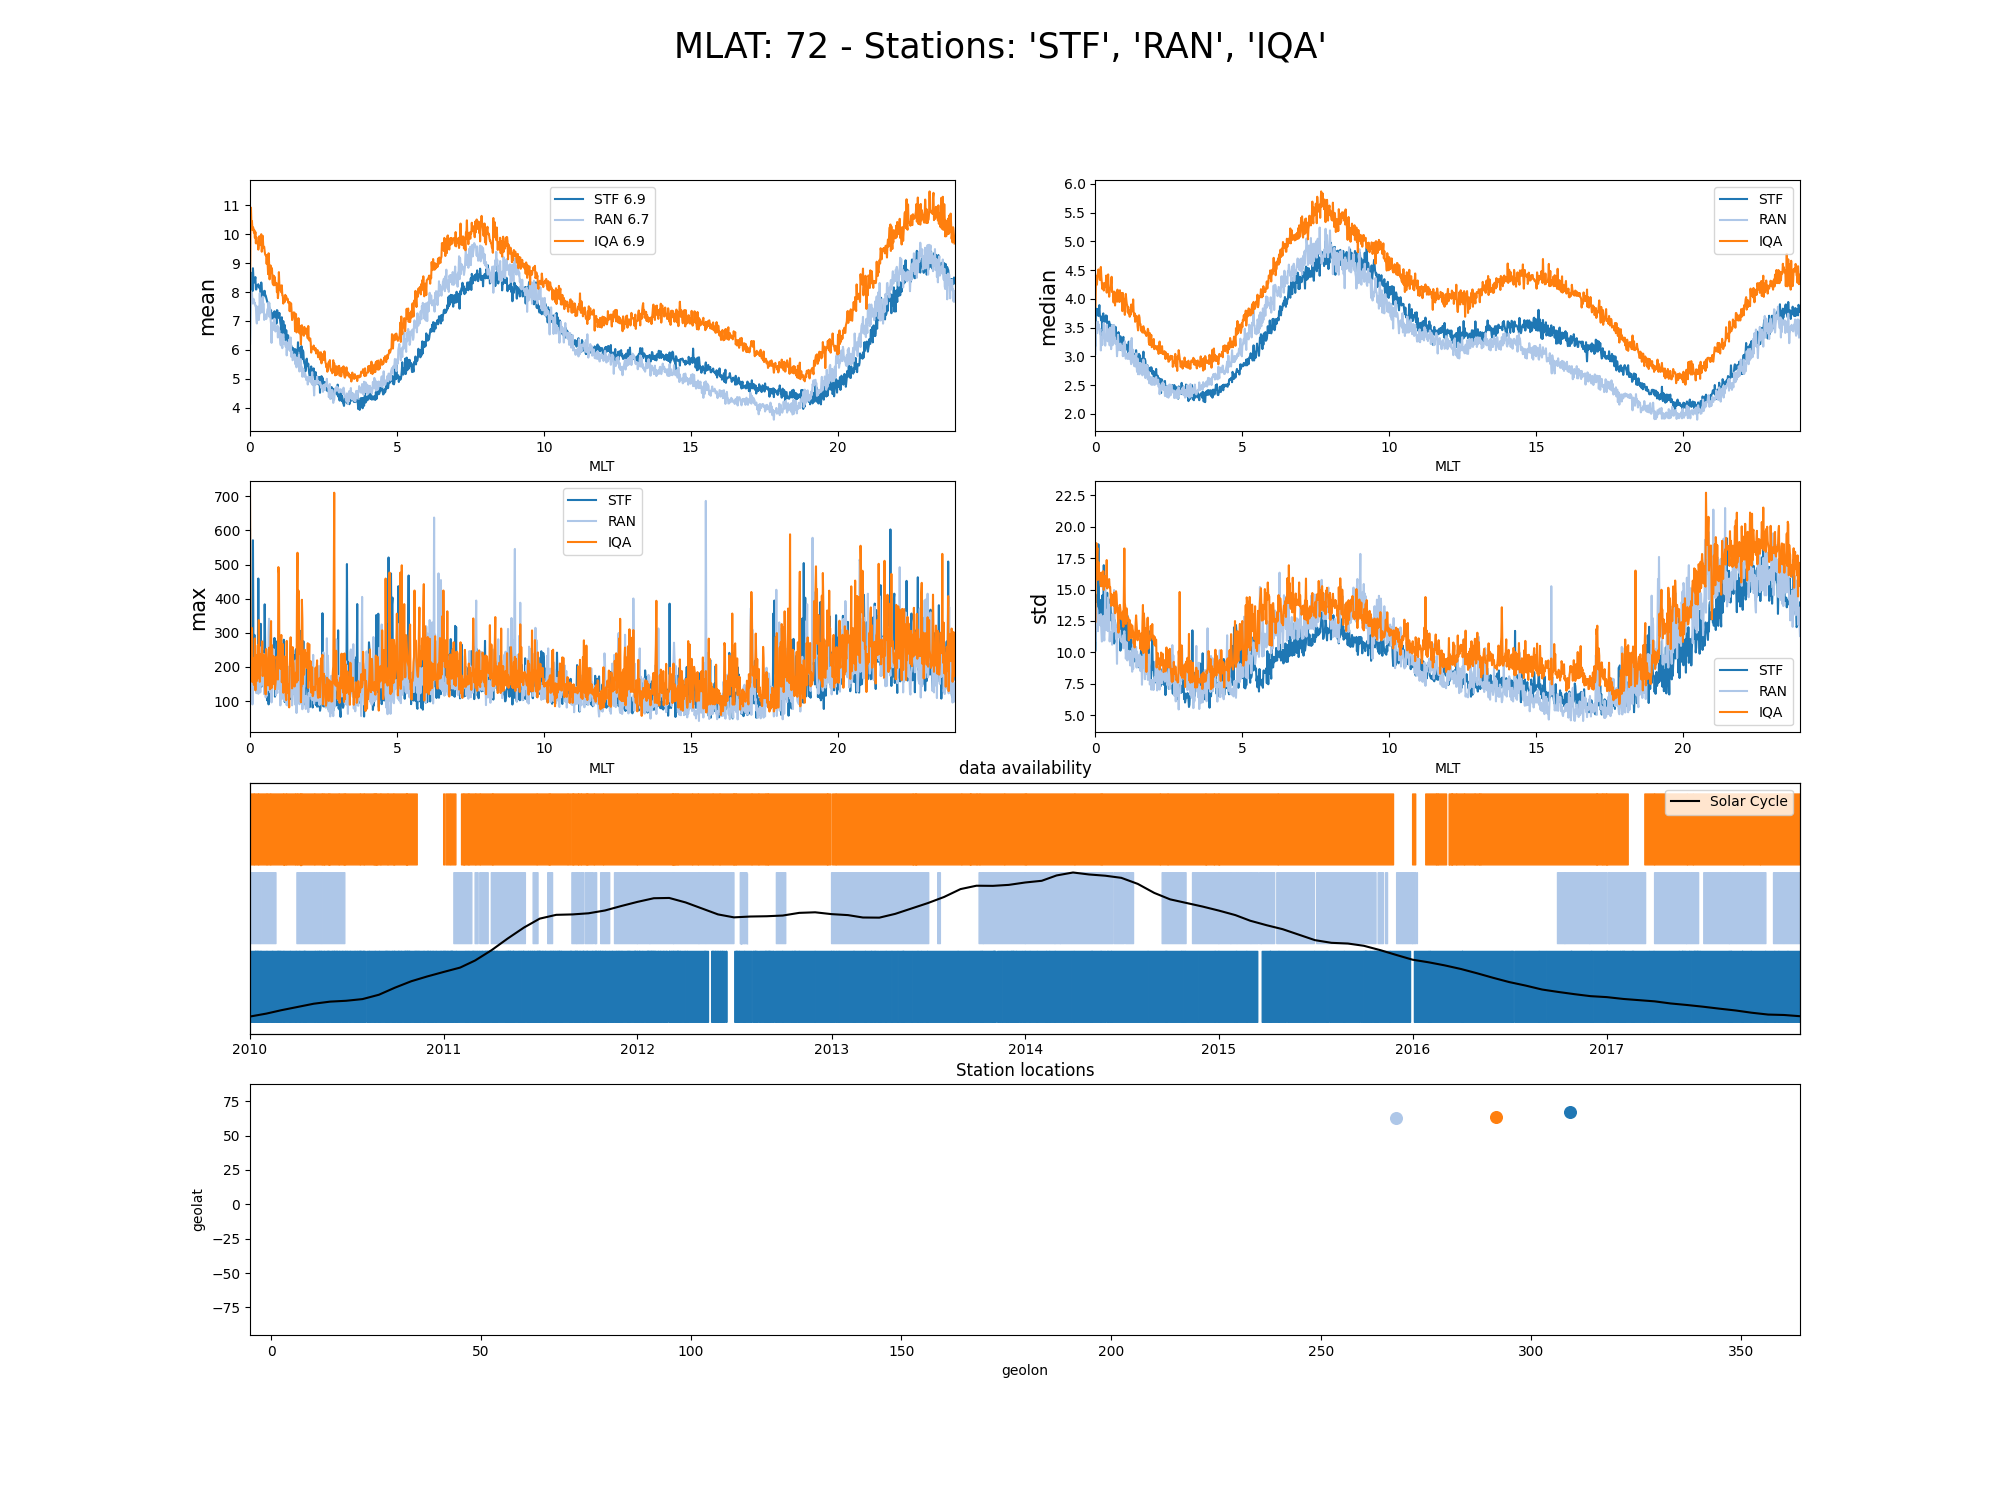 MLAT: 72 - Stations: 'STF', 'RAN', 'IQA'
mean
11
10
9
8
7
6
5
4
STF 6.9
RAN 6.7
IQA 6.9
0 5 10 15 20
MLT
median
6.0
5.5
5.0
4.5
4.0
3.5
3.0
2.5
2.0
STF
RAN
IQA
0 5 10 15 20
MLT
max
700
600
500
400
300
200
100
STF
RAN
IQA
0 5 10 15 20
MLT
std
22.5
20.0
17.5
15.0
12.5
10.0
7.5
5.0
STF
RAN
IQA
0 5 10 15 20
MLT
data availability
Solar Cycle
2010 2011 2012 2013 2014 2015 2016 2017
Station locations
geolat
75
50
25
0
−25
−50
−75
0 50 100 150 200 250 300 350
geolon